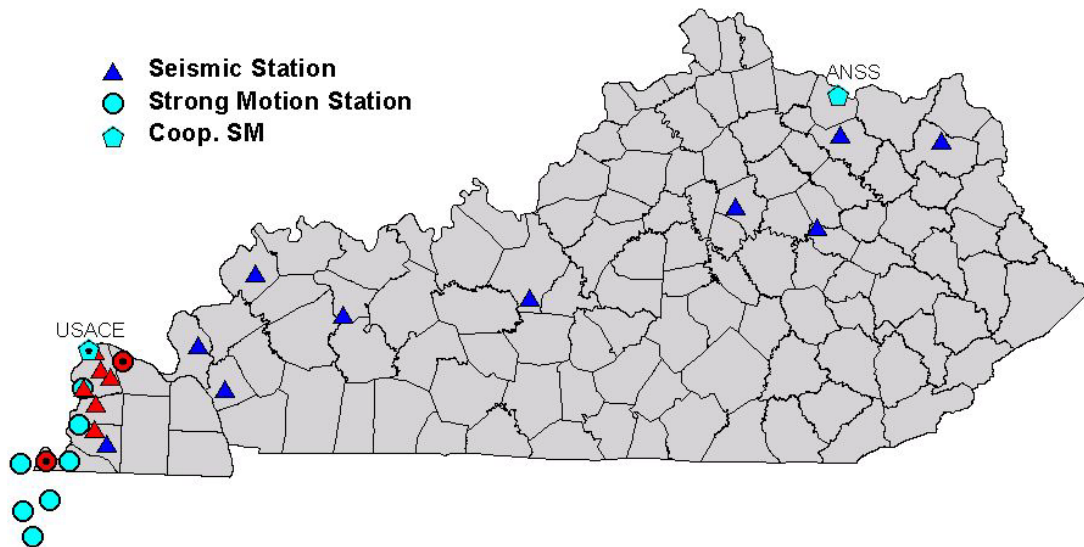 Seismic Station
Strong Motion Station
Coop. SM
ANSS
USACE